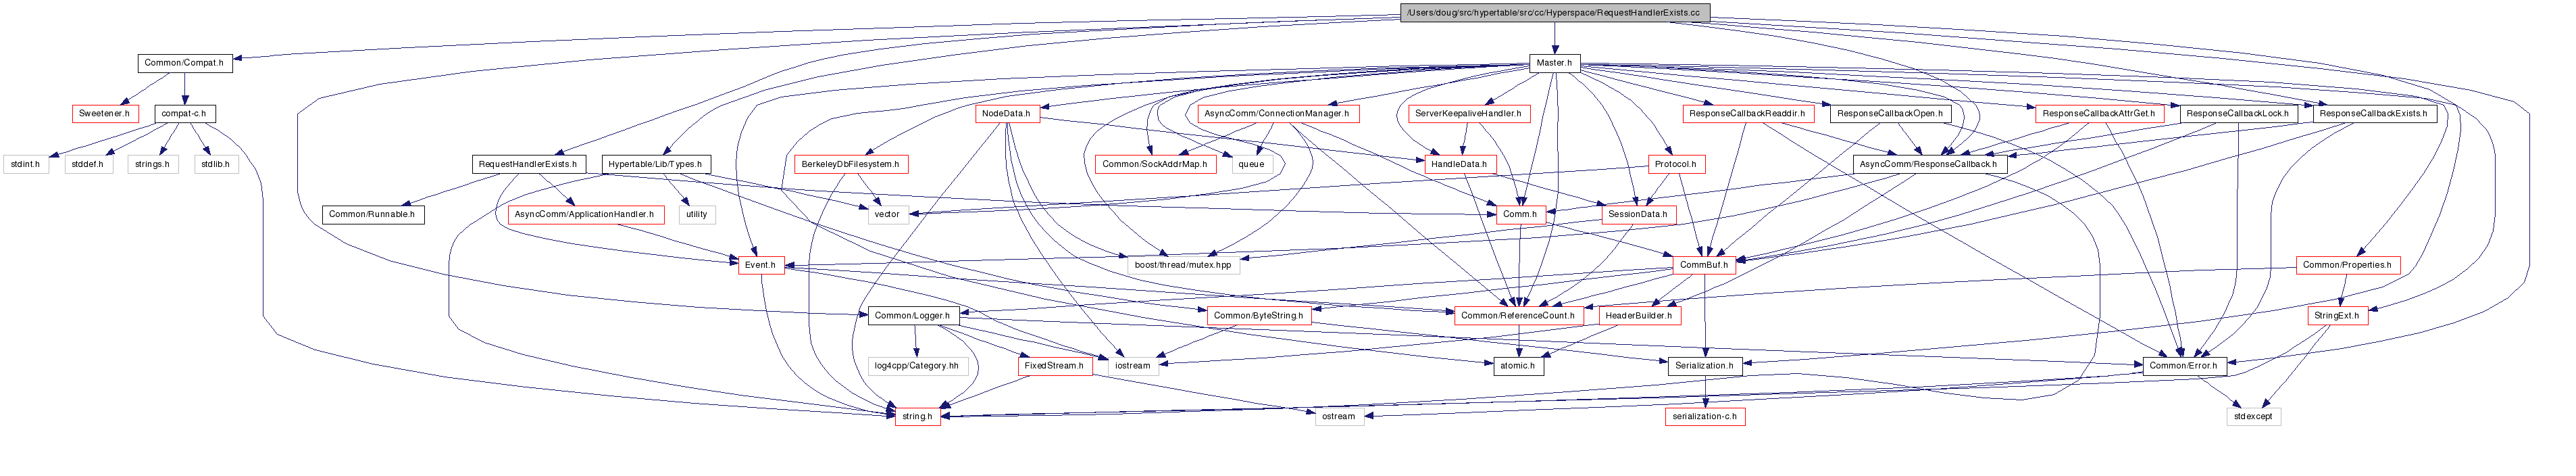 /Users/doug/src/hypertable/src/cc/Hyperspace/RequestHandlerExists.cc
Common/Compat.h
Master.h
Sweetener.h
compat-c.h
NodeData.h
AsyncComm/ConnectionManager.h
ServerKeepaliveHandler.h
ResponseCallbackReaddir.h
ResponseCallbackOpen.h
ResponseCallbackAttrGet.h
ResponseCallbackLock.h
ResponseCallbackExists.h
stdint.h
stddef.h
strings.h
stdlib.h
RequestHandlerExists.h
Hypertable/Lib/Types.h
BerkeleyDbFilesystem.h
Common/SockAddrMap.h
queue
HandleData.h
Protocol.h
AsyncComm/ResponseCallback.h
Common/Runnable.h
AsyncComm/ApplicationHandler.h
utility
vector
Comm.h
SessionData.h
Event.h
boost/thread/mutex.hpp
CommBuf.h
Common/Properties.h
Common/Logger.h
Common/ByteString.h
Common/ReferenceCount.h
HeaderBuilder.h
StringExt.h
log4cpp/Category.hh
FixedStream.h
iostream
atomic.h
Serialization.h
Common/Error.h
string.h
ostream
serialization-c.h
stdexcept